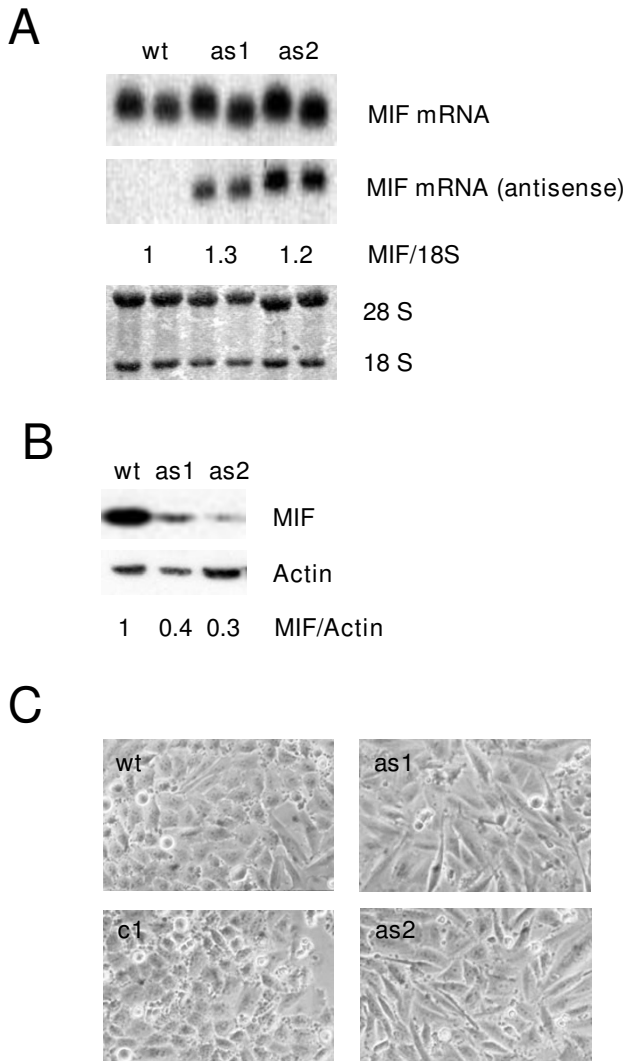 A
wt as1 as2
MIF mRNA
MIF mRNA (antisense)
1 1.3 1.2 MIF/18S
28 S
18 S
B
wt as1 as2
MIF
Actin
1 0.4 0.3 MIF/Actin
C
wt as1
c1 as2